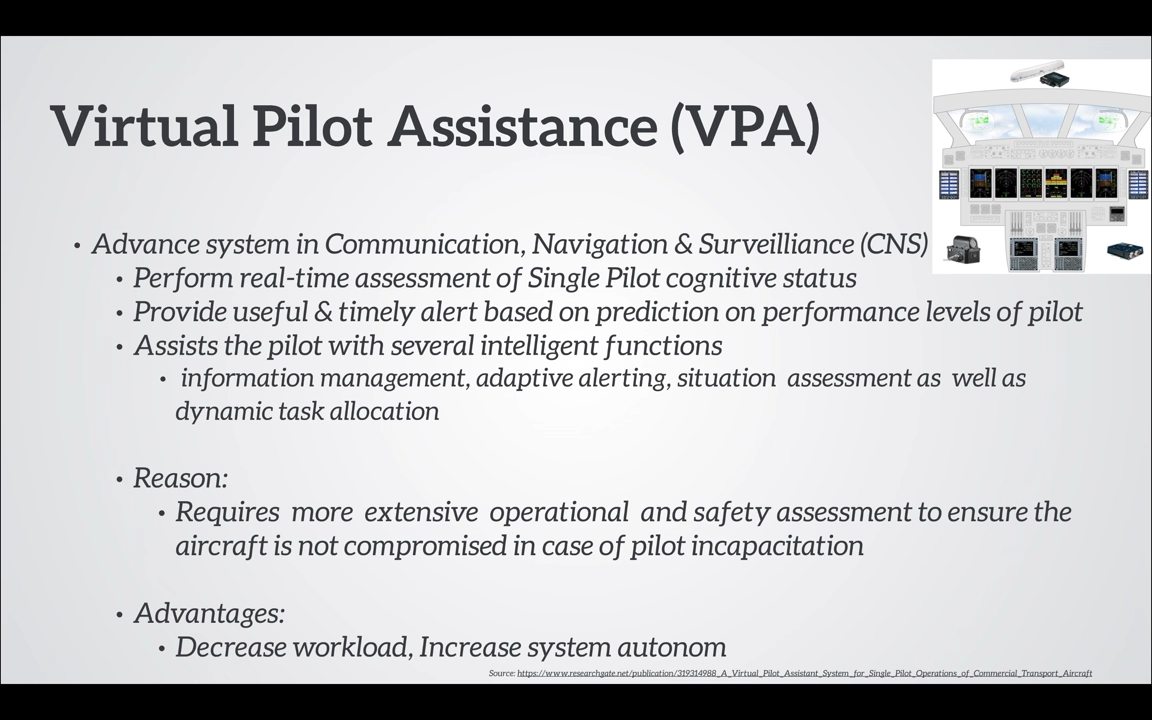 Virtual Pilot Assistance (VPA)
• Advance system in Communication, Navigation & Surveilliance (CNS)
• Perform real-time assessment of Single Pilot cognitive status
• Provide useful & timely alert based on prediction on performance levels of pilot
• Assists the pilot with several intelligent functions
• information management, adaptive alerting, situation assessment as well as
dynamic task allocation
• Reason:
• Requires more extensive operational and safety assessment to ensure the
aircraft is not compromised in case of pilot incapacitation
• Advantages:
• Decrease workload, Increase system autonom
Source: https://www.researchgate.net/publication/319314988_A_Virtual_Pilot_Assistant_System_for_Single_Pilot_Operations_of_Commercial_Transport_Aircraft